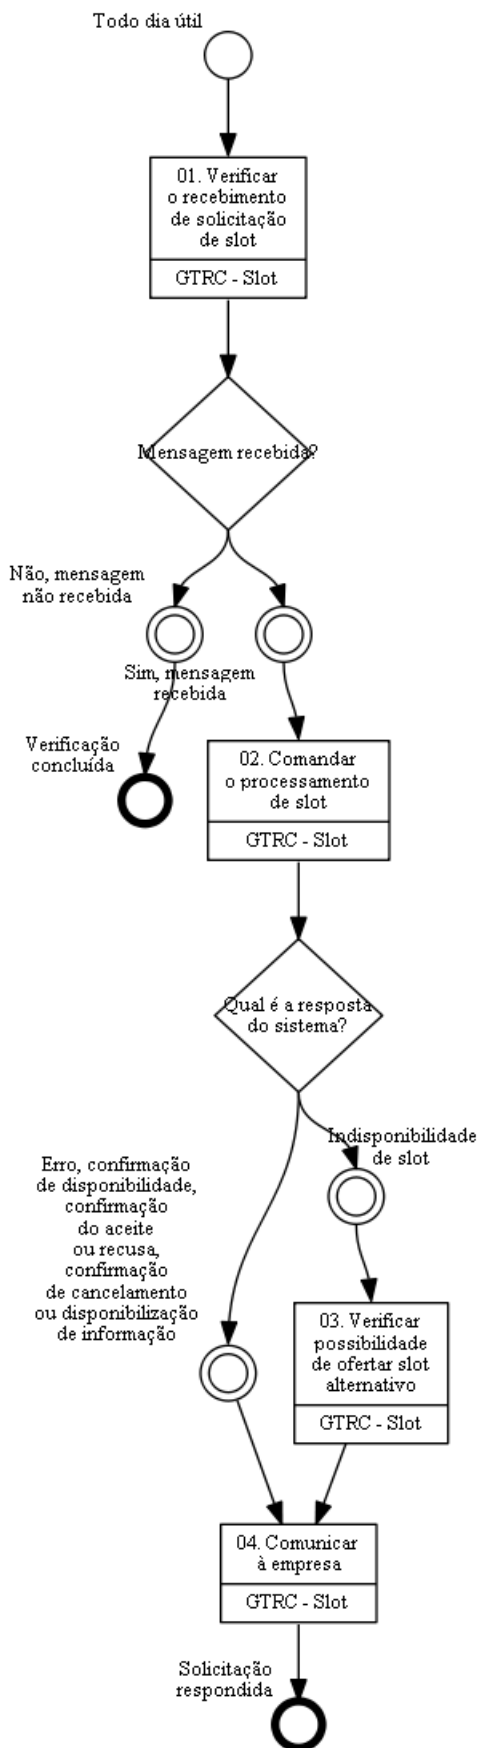 Todo dia útil
01. Verificar
o recebimento
de solicitação
de slot
GTRC - Slot
Mensagem recebida?
Não, mensagem
não recebida
Sim, mensagem
recebida
Verificação
concluída
02. Comandar
o processamento
de slot
GTRC - Slot
Qual é a resposta
do sistema?
Indisponibilidade
de slot
Erro, confirmação
de disponibilidade,
confirmação
do aceite
ou recusa,
confirmação
de cancelamento
ou disponibilização
de informação
03. Verificar
possibilidade
de ofertar slot
alternativo
GTRC - Slot
04. Comunicar
à empresa
GTRC - Slot
Solicitação
respondida